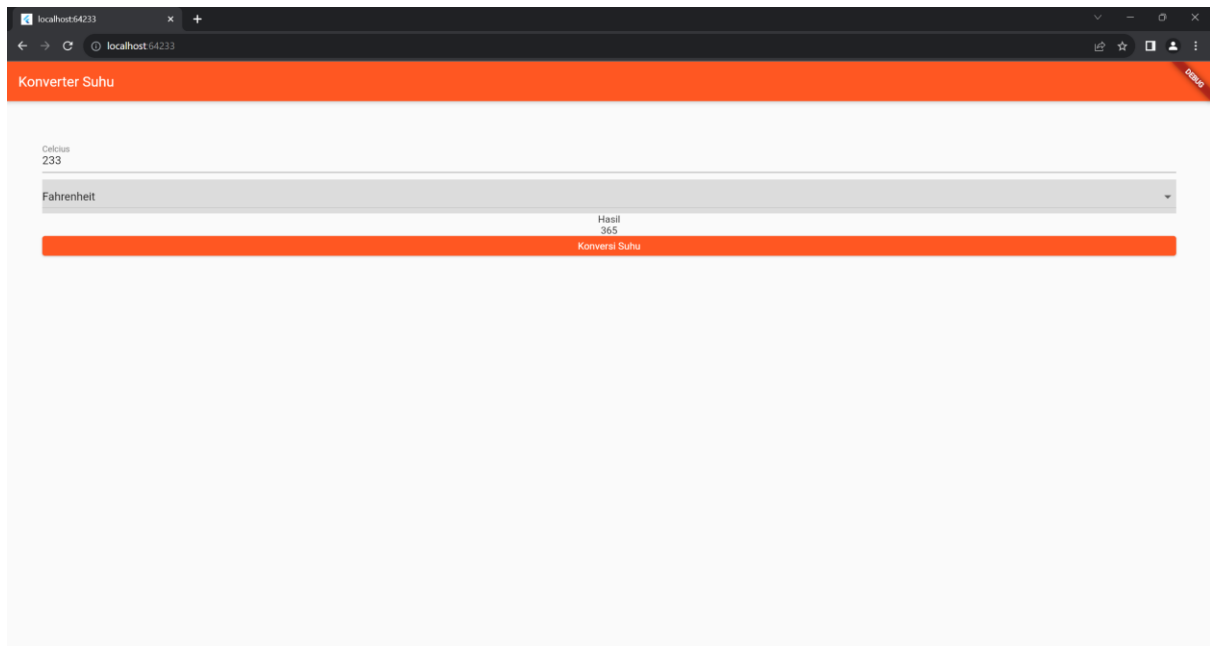 localhost:64233
localhost:64233
Konverter Suhu
DEBUG
Celcius
233
Fahrenheit
Hasil
365
Konversi Suhu